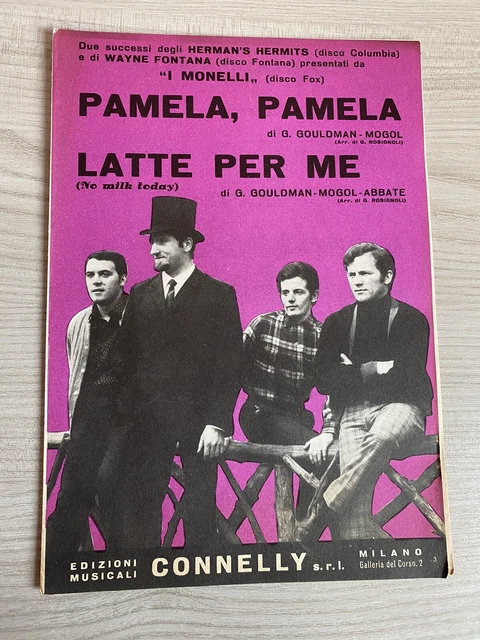 Due successi degli HERMAN'S HERMITS (disco Columbia)
e di WAYNE FONTANA (disco Fontana) presentati da
"I MONELLI„ (disco Fox)
PAMELA, PAMELA
di G. GOULDMAN - MOGOL
(Arr. di G. ROSIGNOLI)
LATTE PER ME
(No milk today)
di G. GOULDMAN - MOGOL - ABBATE
(Arr. di G. ROSIGNOLI)
EDIZIONI
MUSICALI
CONNELLY s.r.l.
MILANO
Galleria del Corso, 2
3